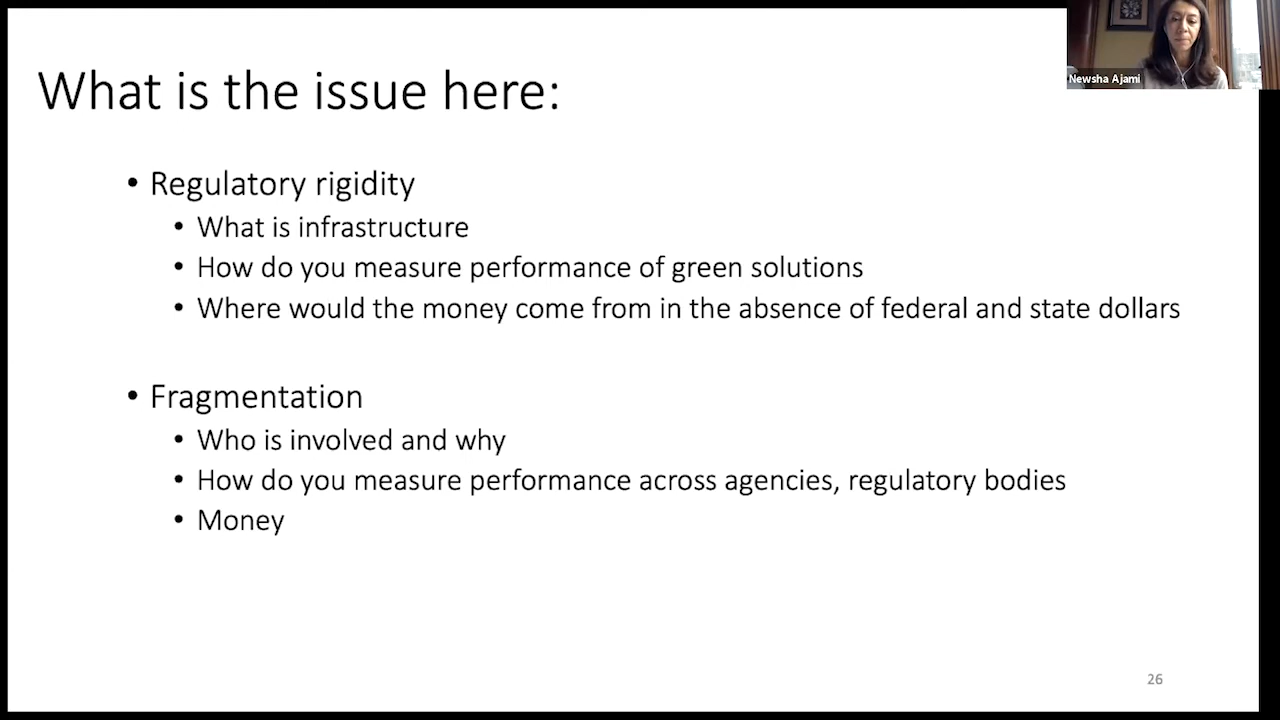 Newsha Ajami
What is the issue here:
• Regulatory rigidity
• What is infrastructure
• How do you measure performance of green solutions
• Where would the money come from in the absence of federal and state dollars
• Fragmentation
• Who is involved and why
• How do you measure performance across agencies, regulatory bodies
• Money
26